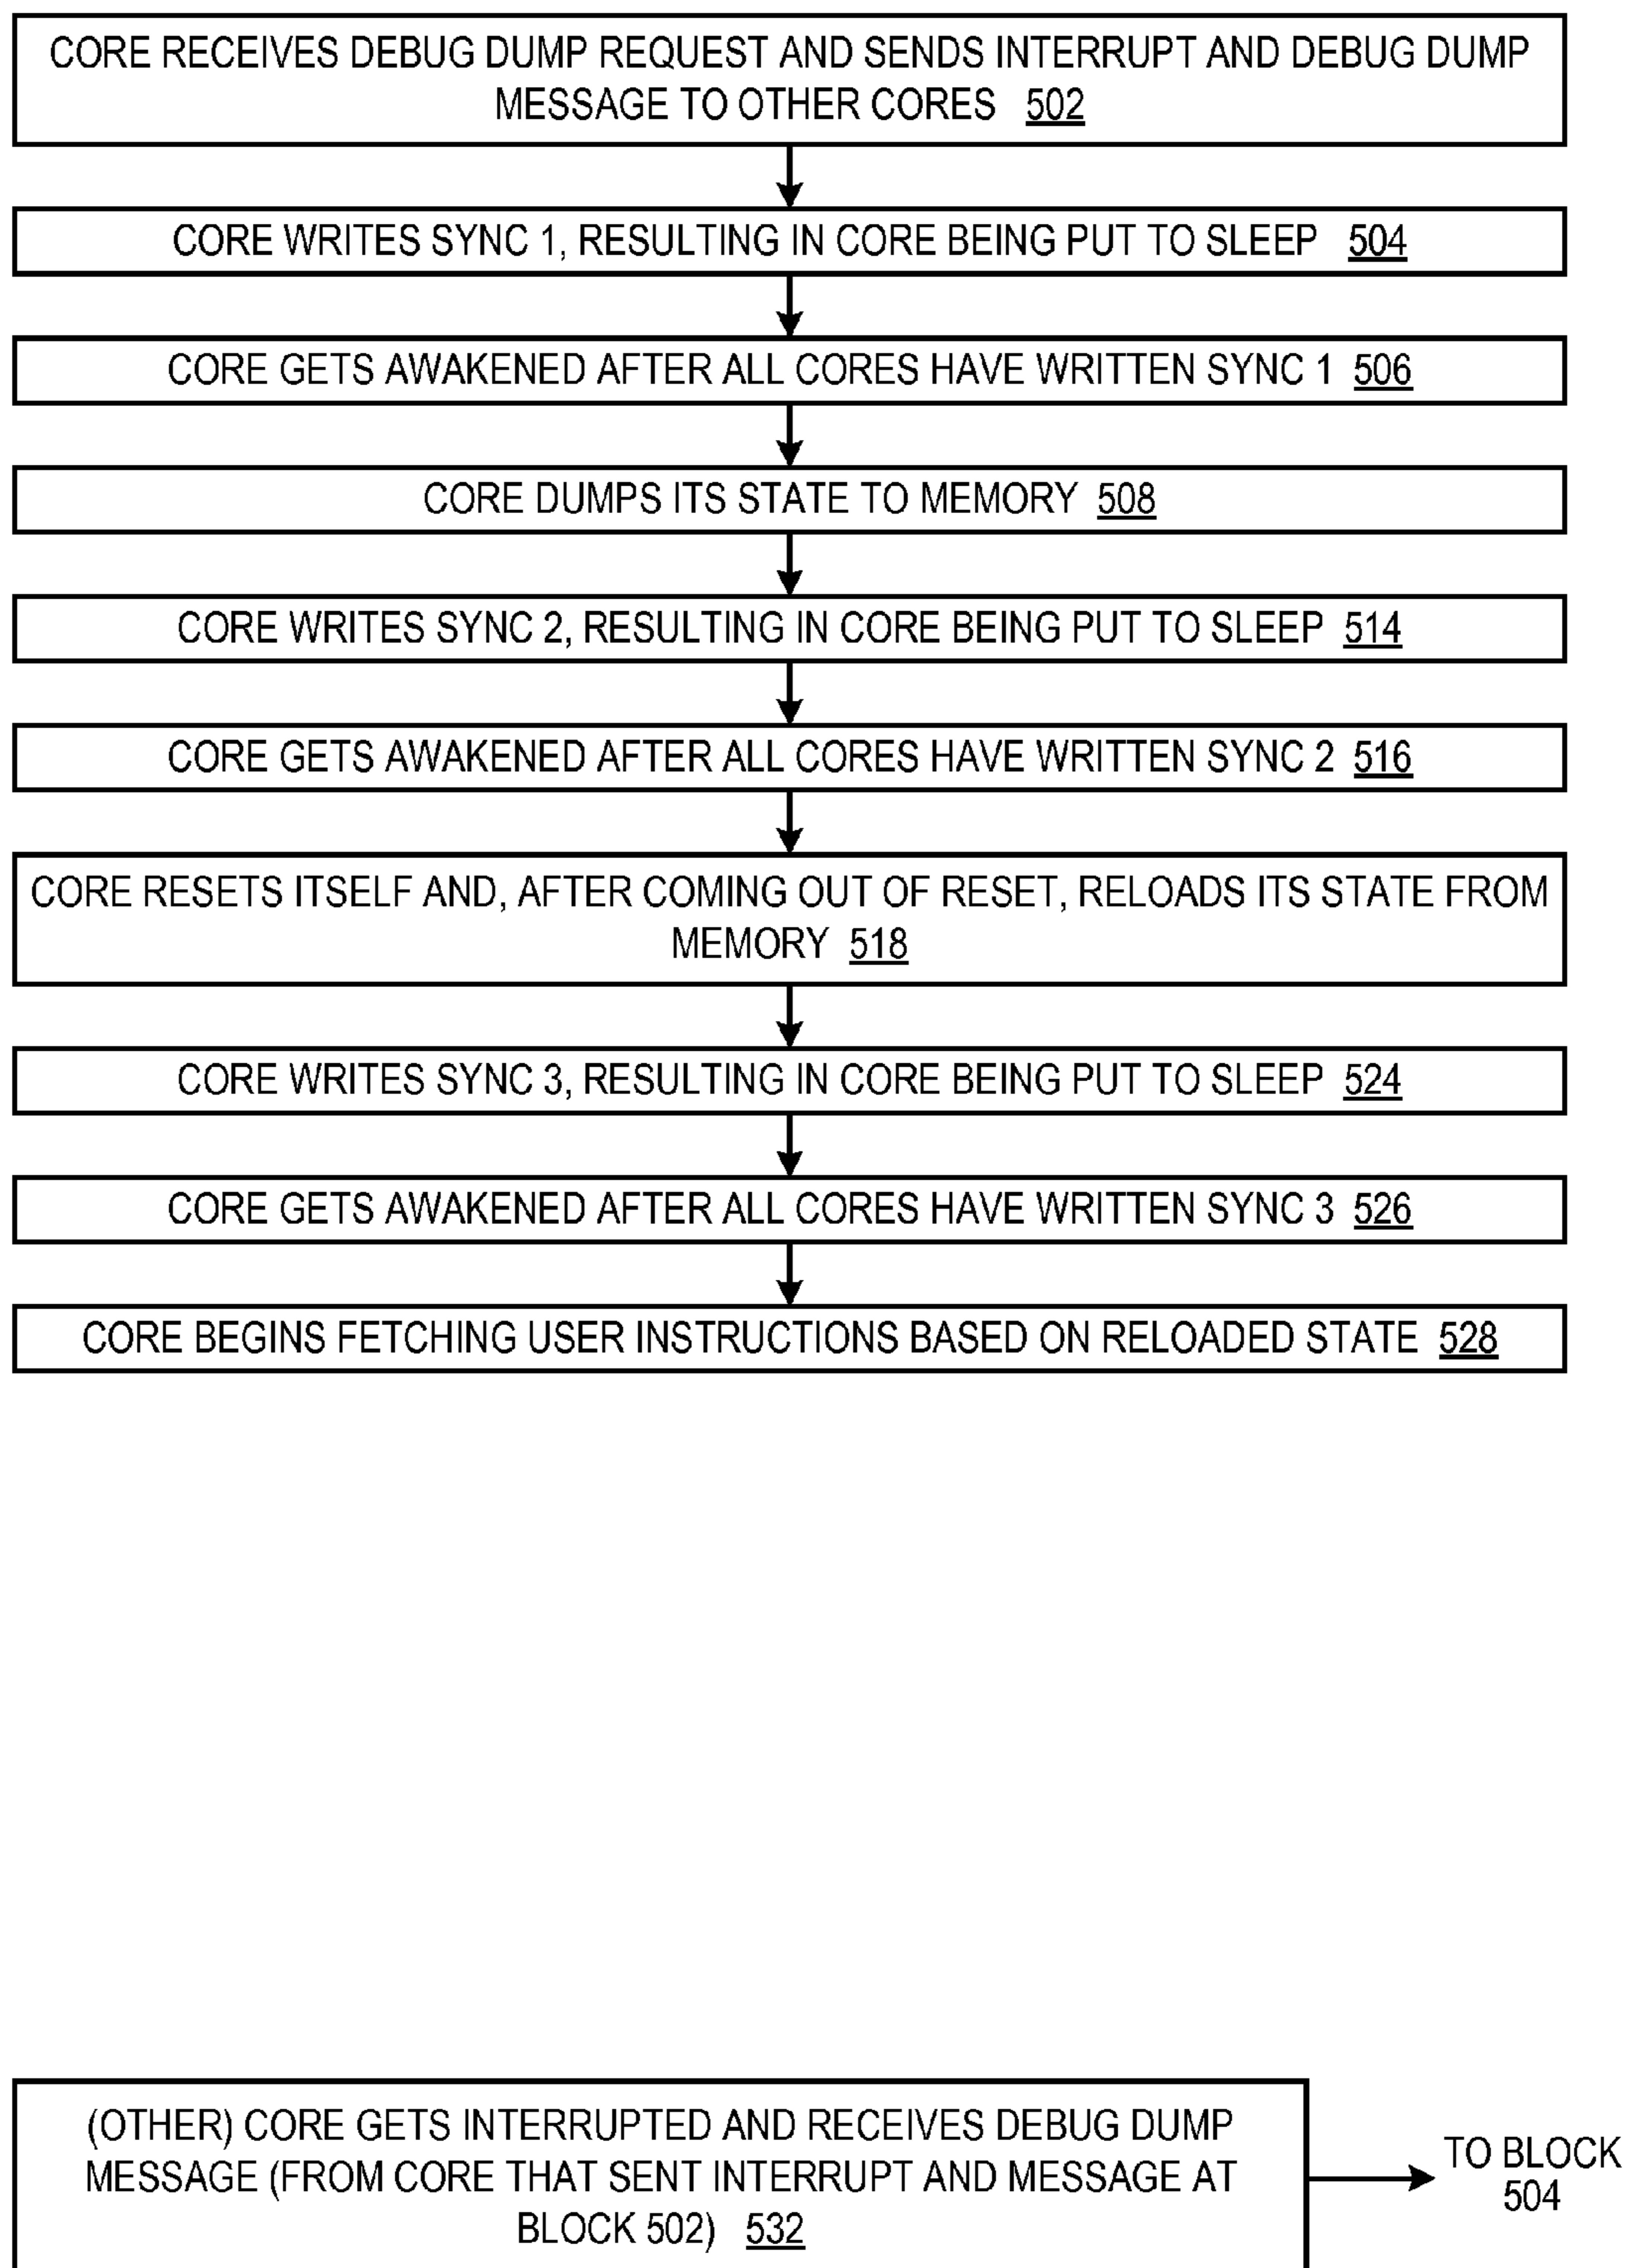 CORE RECEIVES DEBUG DUMP REQUEST AND SENDS INTERRUPT AND DEBUG DUMP
MESSAGE TO OTHER CORES 502
CORE WRITES SYNC 1, RESULTING IN CORE BEING PUT TO SLEEP 504
CORE GETS AWAKENED AFTER ALL CORES HAVE WRITTEN SYNC 1 506
CORE DUMPS ITS STATE TO MEMORY 508
CORE WRITES SYNC 2, RESULTING IN CORE BEING PUT TO SLEEP 514
CORE GETS AWAKENED AFTER ALL CORES HAVE WRITTEN SYNC 2 516
CORE RESETS ITSELF AND, AFTER COMING OUT OF RESET, RELOADS ITS STATE FROM
MEMORY 518
CORE WRITES SYNC 3, RESULTING IN CORE BEING PUT TO SLEEP 524
CORE GETS AWAKENED AFTER ALL CORES HAVE WRITTEN SYNC 3 526
CORE BEGINS FETCHING USER INSTRUCTIONS BASED ON RELOADED STATE 528
(OTHER) CORE GETS INTERRUPTED AND RECEIVES DEBUG DUMP
MESSAGE (FROM CORE THAT SENT INTERRUPT AND MESSAGE AT
BLOCK 502) 532
TO BLOCK
504